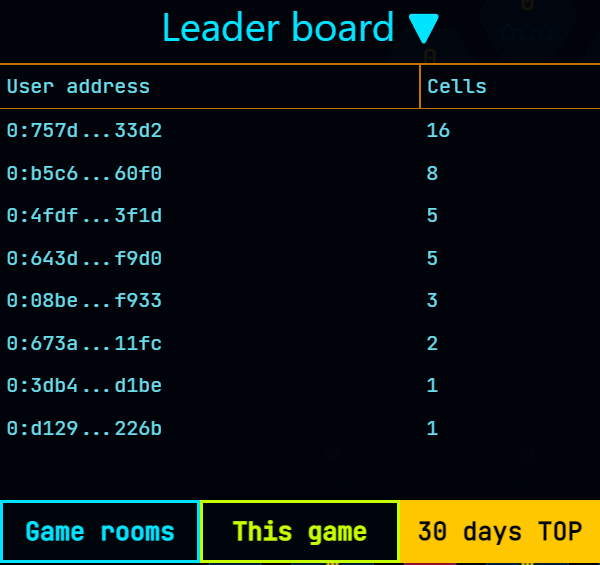 Leader board ▼
User address Cells
0:757d...33d2 16
0:b5c6...60f0 8
0:4fdf...3f1d 5
0:643d...f9d0 5
0:08be...f933 3
0:673a...11fc 2
0:3db4...d1be 1
0:d129...226b 1
Game rooms This game 30 days TOP